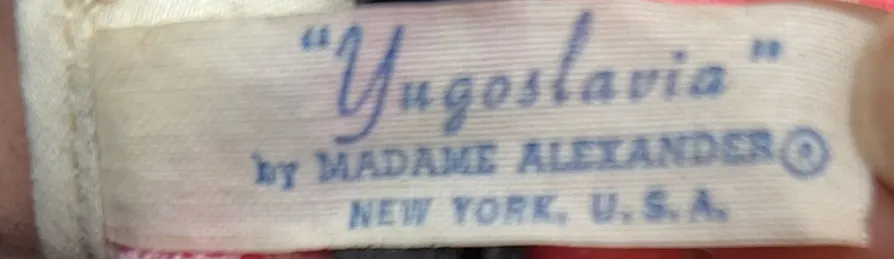 "Yugoslavia"
by MADAME ALEXANDER ®
NEW YORK, U.S.A.